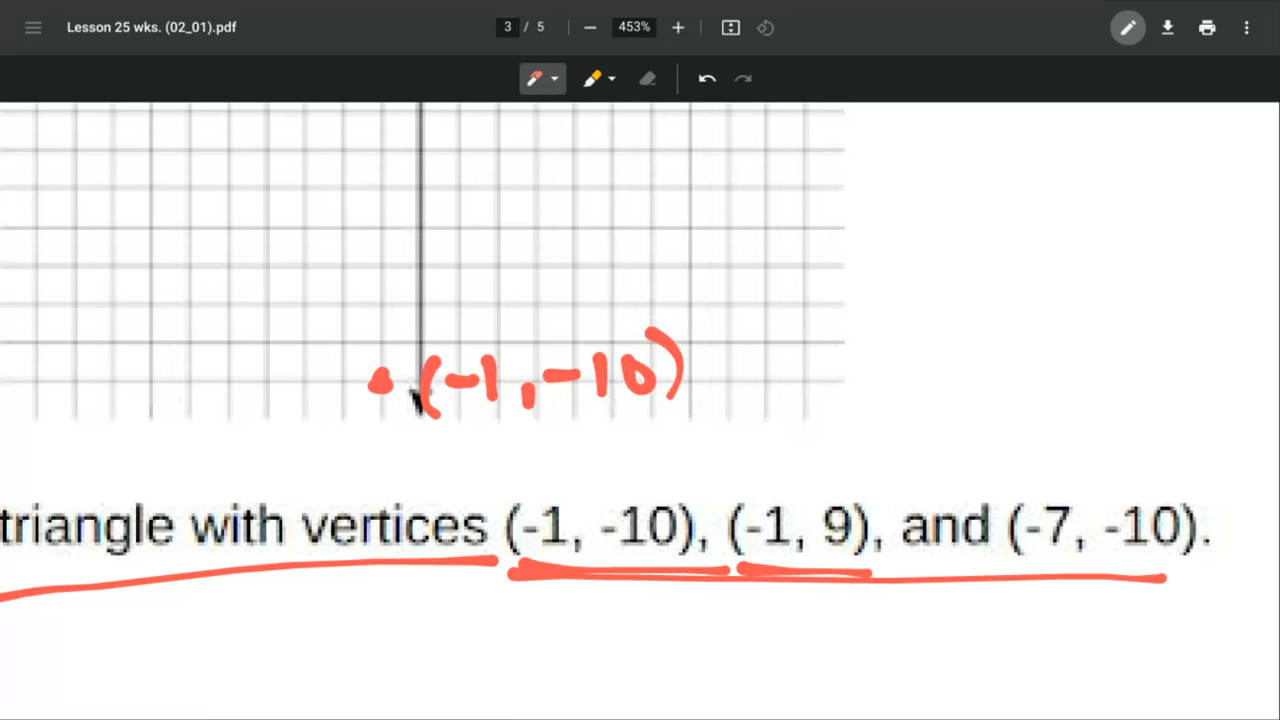 Lesson 25 wks. (02_01).pdf
3 / 5
453%
(-1, -10)
triangle with vertices (-1, -10), (-1, 9), and (-7, -10).